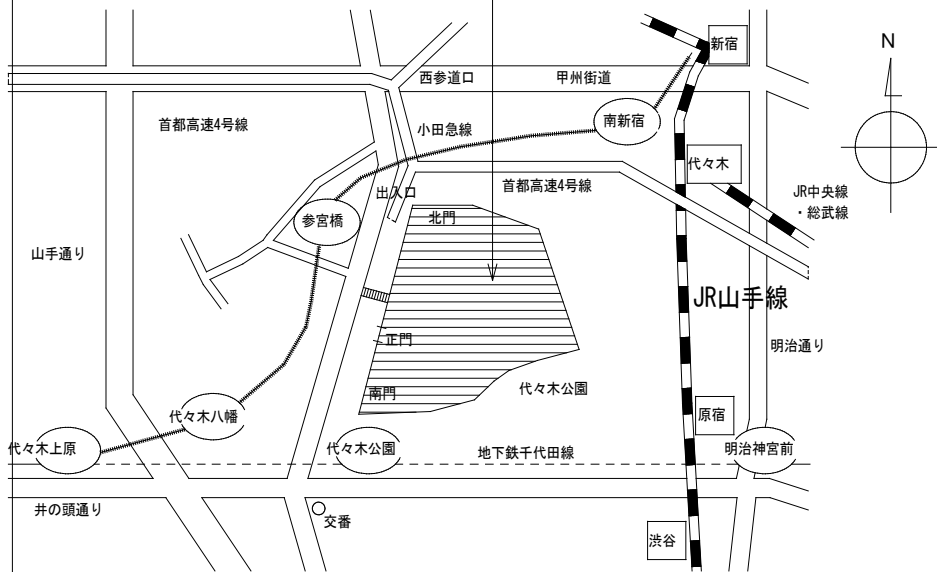 新宿
N
西参道口
甲州街道
首都高速4号線
小田急線
南新宿
代々木
首都高速4号線
JR中央線
・総武線
出入口
参宮橋
北門
山手通り
JR山手線
正門
明治通り
南門
代々木公園
代々木八幡
原宿
代々木上原
代々木公園
地下鉄千代田線
明治神宮前
井の頭通り
交番
渋谷